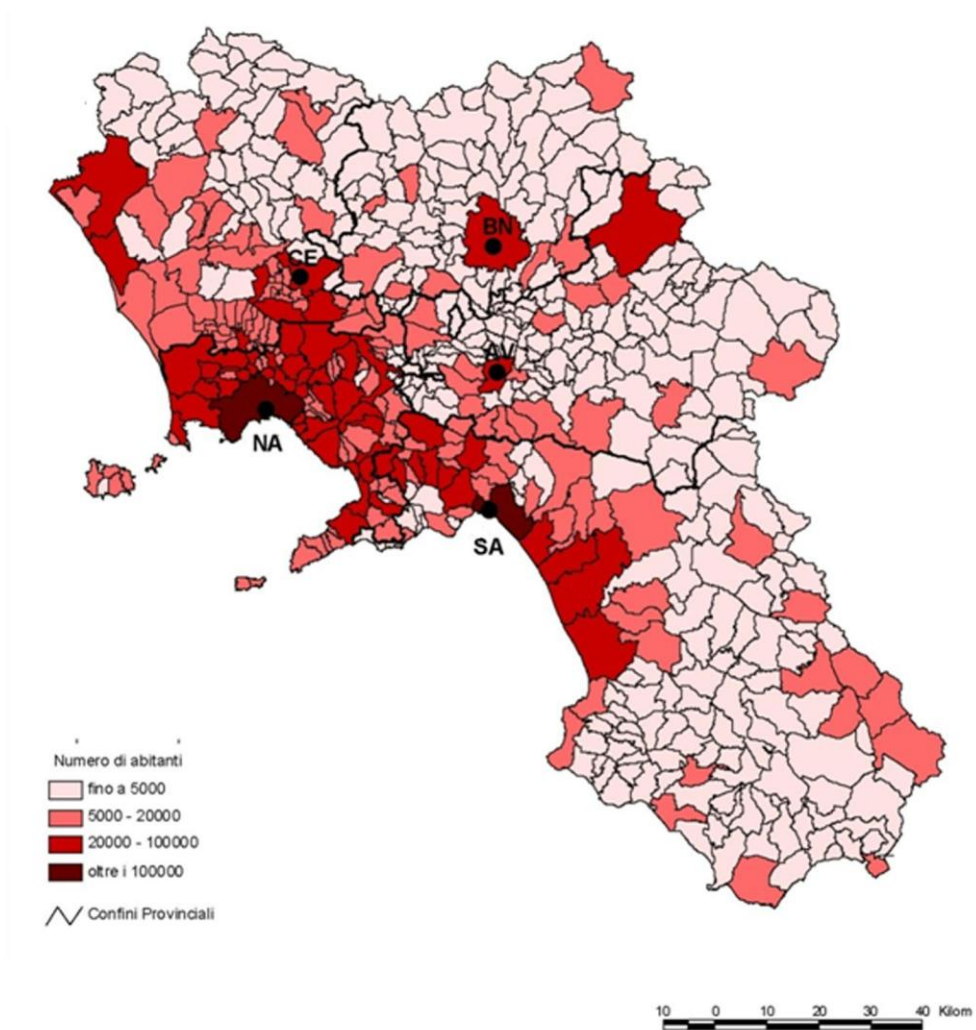 BN
CE
AV
NA
SA
Numero di abitanti
fino a 5000
5000 - 20000
20000 - 100000
oltre i 100000
Confini Provinciali
10 0 10 20 30 40 Kilom